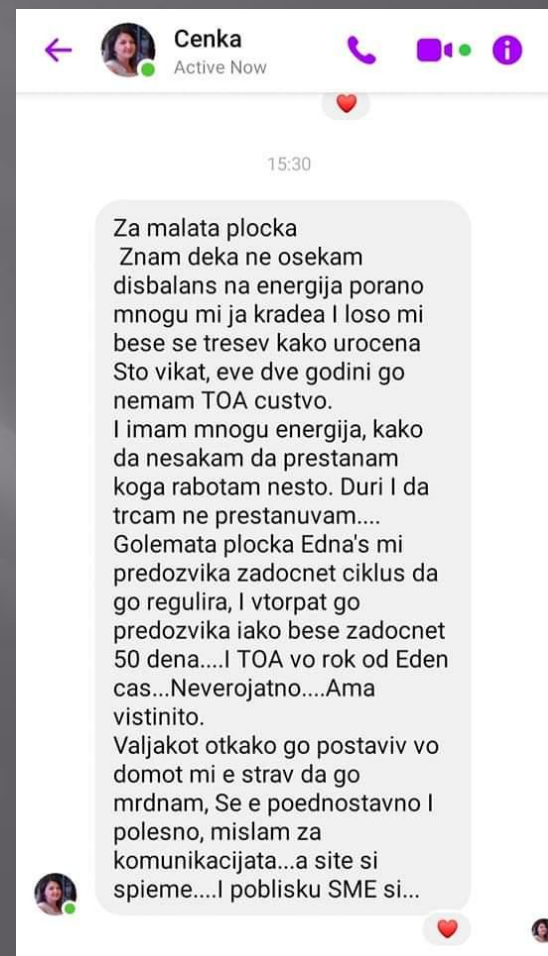 Cenka
Active Now
15:30
Za malata plocka
Znam deka ne osekam
disbalans na energija porano
mnogu mi ja kradea I loso mi
bese se tresev kako urocena
Sto vikat, eve dve godini go
nemam TOA custvo.
I imam mnogu energija, kako
da nesakam da prestanam
koga rabotam nesto. Duri I da
trcam ne prestanuvam....
Golemata plocka Edna's mi
predozvika zadocnet ciklus da
go regulira, I vtorpat go
predozvika iako bese zadocnet
50 dena....I TOA vo rok od Eden
cas...Neverojatno....Ama
vistinito.
Valjakot otkako go postaviv vo
domot mi e strav da go
mrdnam, Se e poednostavno I
polesno, mislam za
komunikacijata...a site si
spieme....I poblisku SME si...